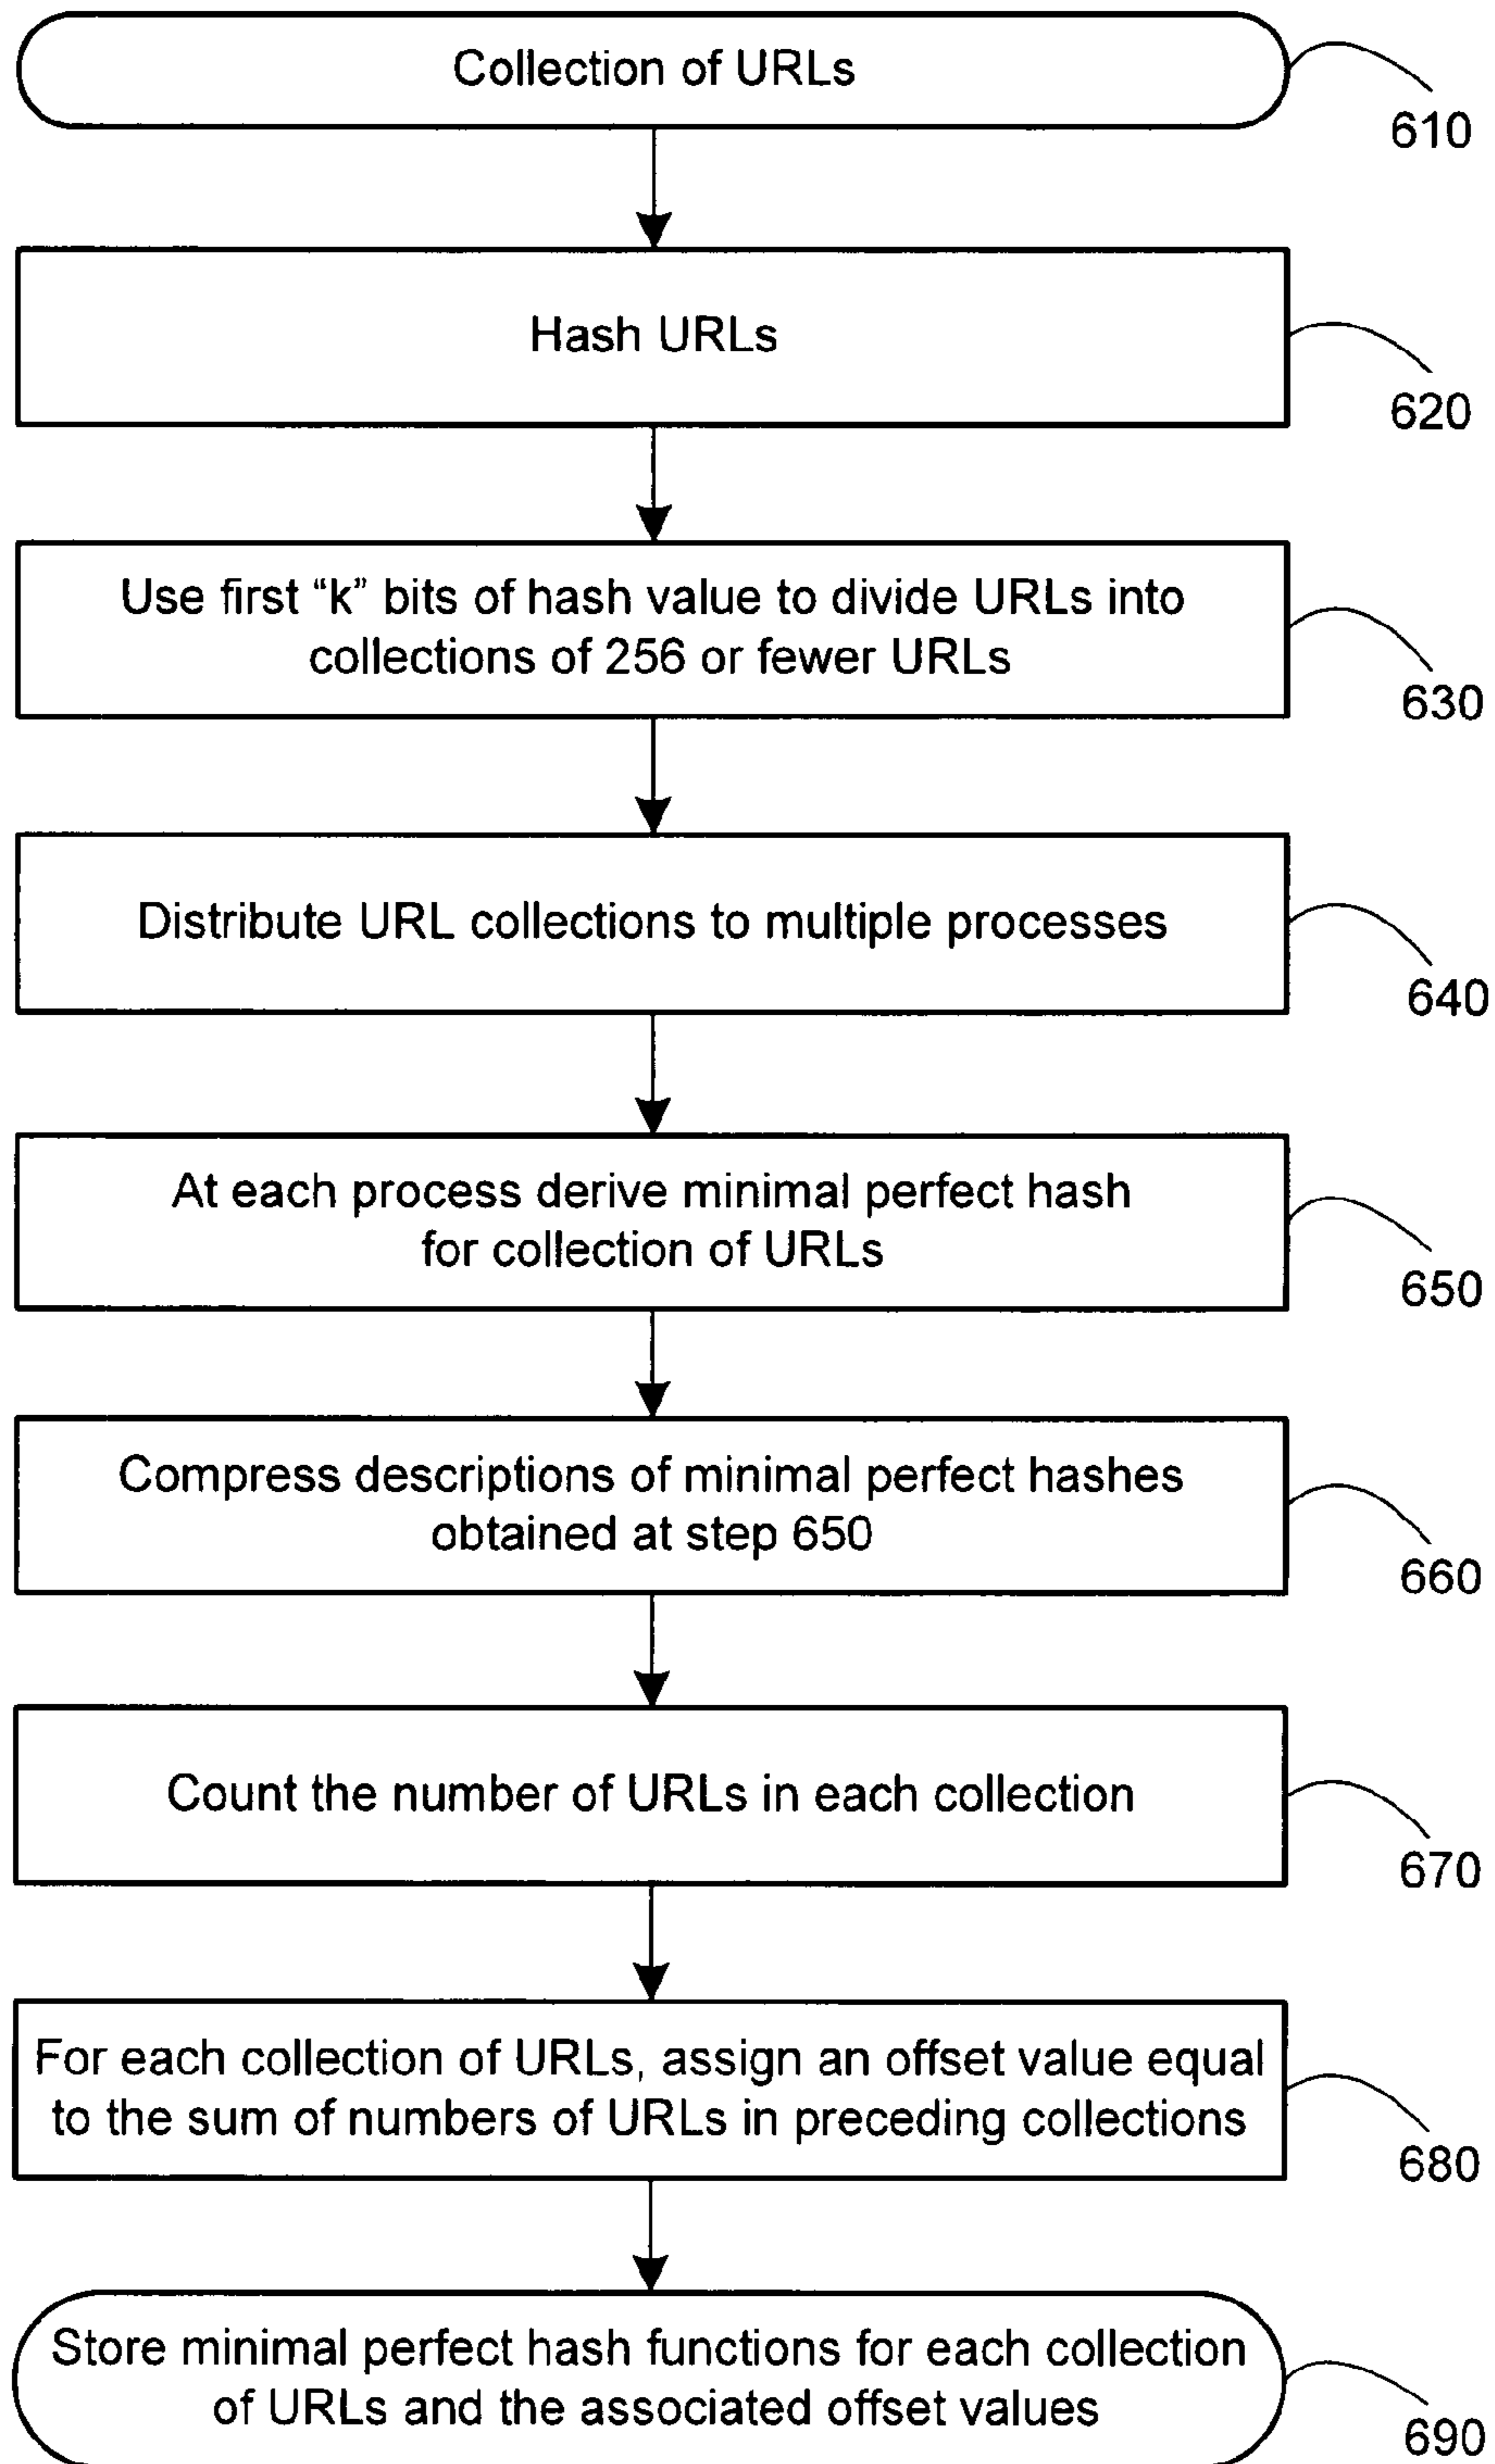 Collection of URLs
610
Hash URLs
620
Use first “k” bits of hash value to divide URLs into
collections of 256 or fewer URLs
630
Distribute URL collections to multiple processes
640
At each process derive minimal perfect hash
for collection of URLs
650
Compress descriptions of minimal perfect hashes
obtained at step 650
660
Count the number of URLs in each collection
670
For each collection of URLs, assign an offset value equal
to the sum of numbers of URLs in preceding collections
680
Store minimal perfect hash functions for each collection
of URLs and the associated offset values
690